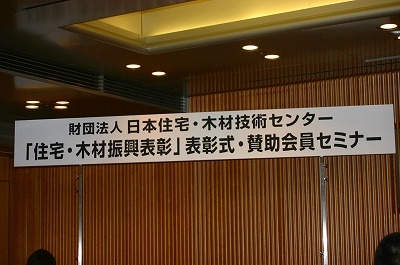 財団法人 日本住宅・木材技術センター
「住宅・木材振興表彰」表彰式・賛助会員セミナー